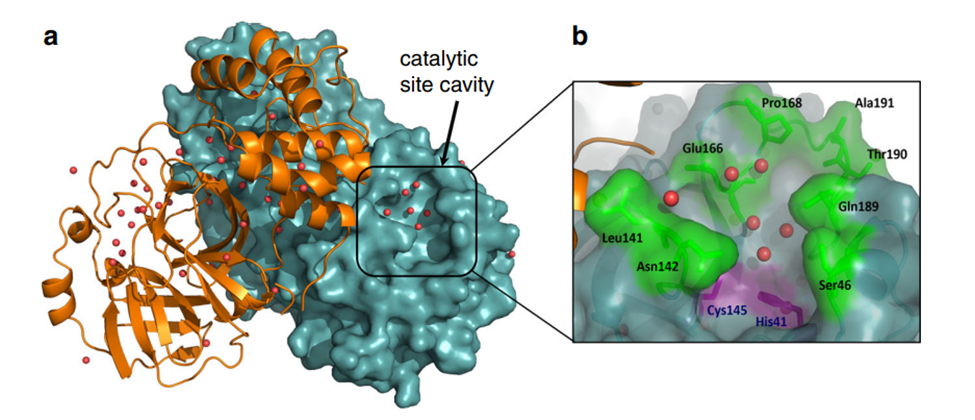 a
catalytic
site cavity
b
Pro168
Ala191
Glu166
Thr190
Gln189
Leu141
Asn142
Ser46
Cys145
His41